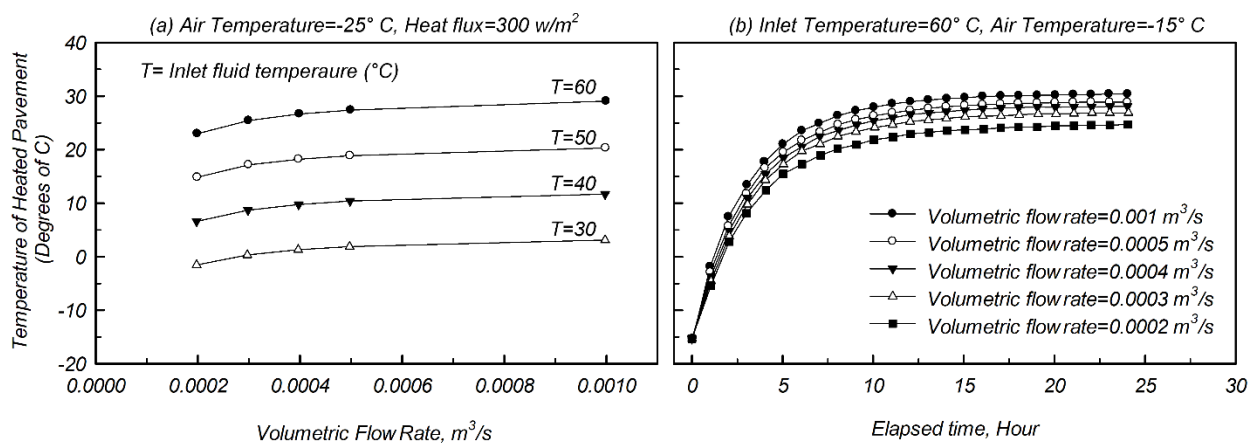 (a) Air Temperature=-25° C, Heat flux=300 w/m²
(b) Inlet Temperature=60° C, Air Temperature=-15° C
Temperature of Heated Pavement
(Degrees of C)
40
30
20
10
0
-10
-20
T= Inlet fluid temperaure (°C)
T=60
T=50
T=40
T=30
0.0000 0.0002 0.0004 0.0006 0.0008 0.0010
Volumetric Flow Rate, m³/s
Volumetric flow rate=0.001 m³/s
Volumetric flow rate=0.0005 m³/s
Volumetric flow rate=0.0004 m³/s
Volumetric flow rate=0.0003 m³/s
Volumetric flow rate=0.0002 m³/s
0 5 10 15 20 25 30
Elapsed time, Hour